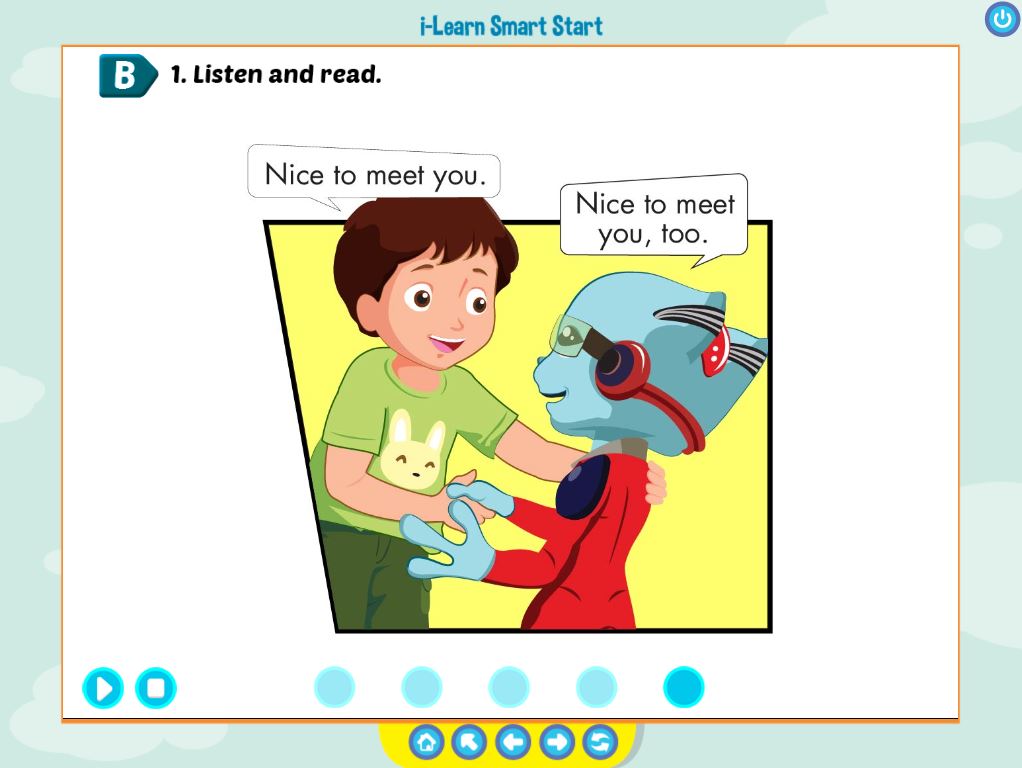 i-Learn Smart Start
B
1. Listen and read.
Nice to meet you.
Nice to meet
you, too.